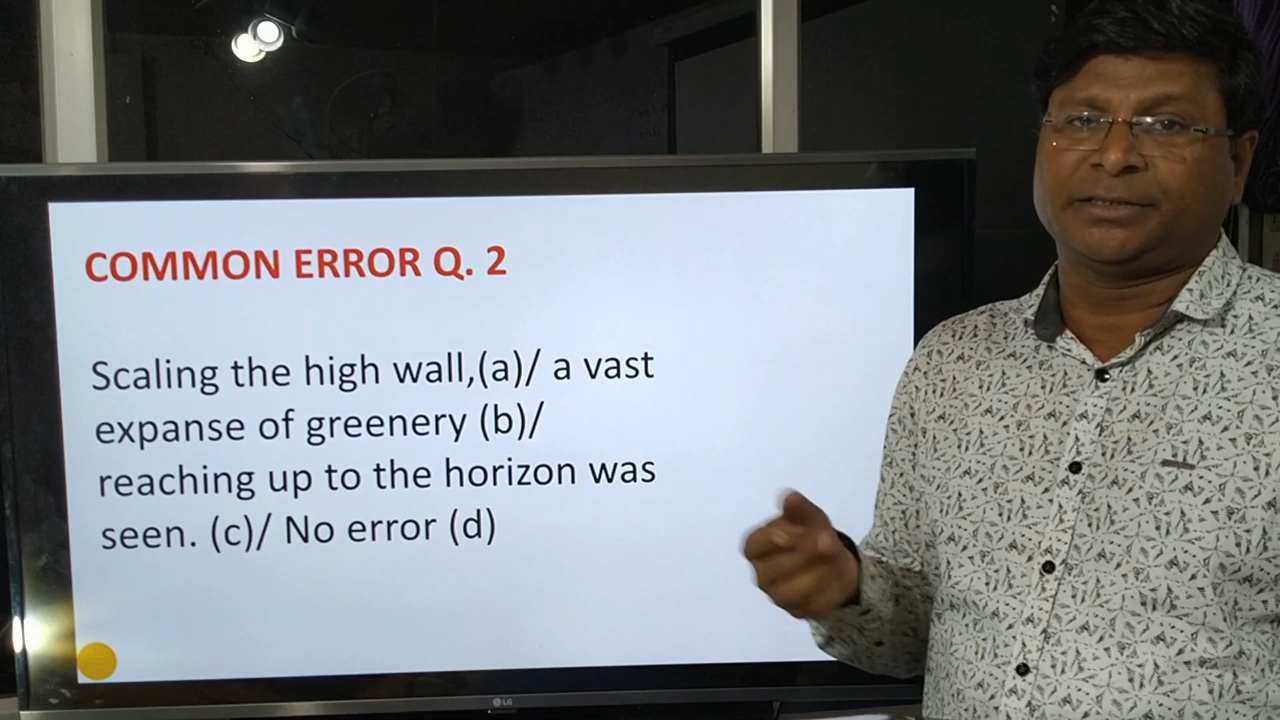 COMMON ERROR Q. 2
Scaling the high wall,(a)/ a vast
expanse of greenery (b)/
reaching up to the horizon was
seen. (c)/ No error (d)
LG